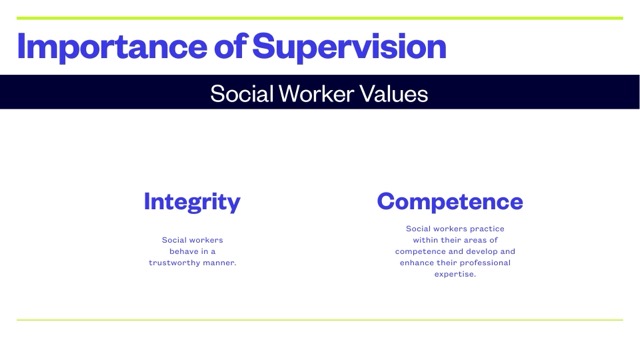 Importance of Supervision
Social Worker Values
Integrity
Social workers
behave in a
trustworthy manner.
Competence
Social workers practice
within their areas of
competence and develop and
enhance their professional
expertise.